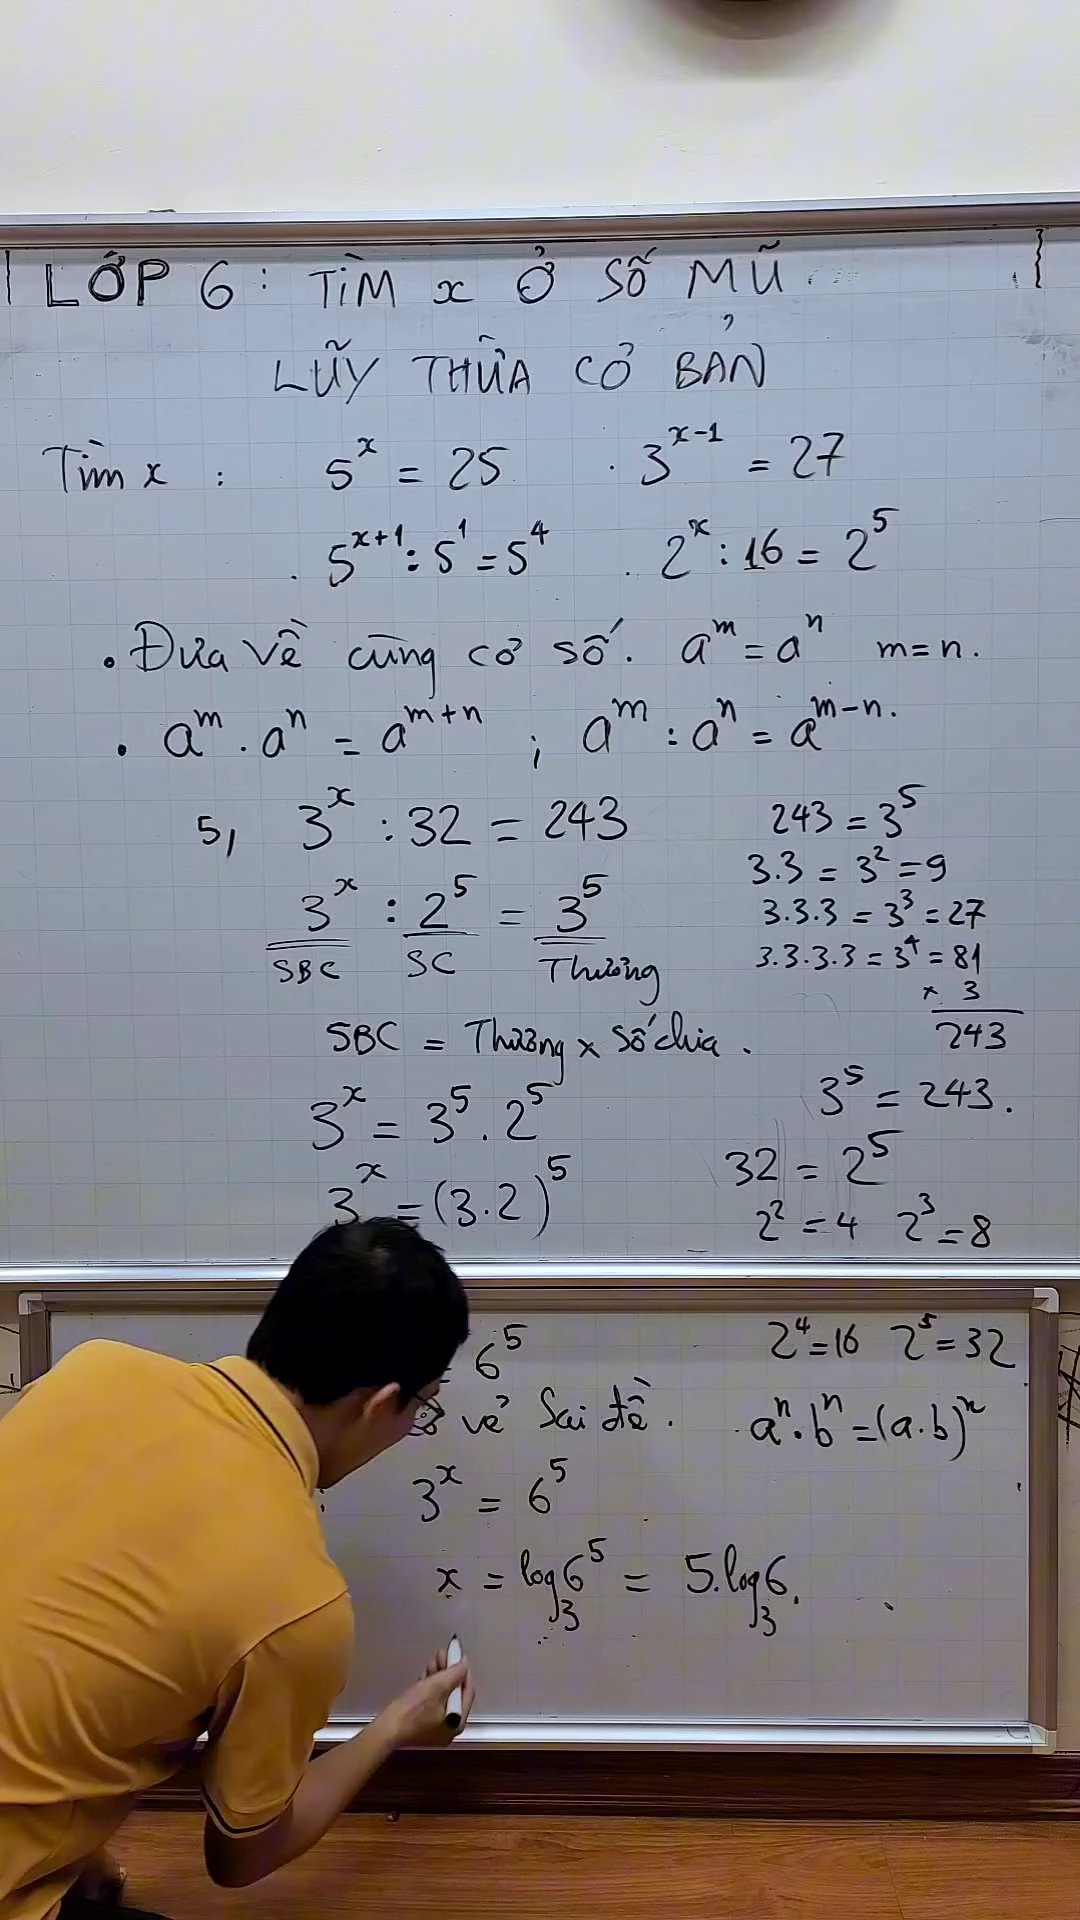 LỚP 6 : TÌM x Ở SỐ MŨ.
LŨY THỪA CƠ BẢN
Tìm x : 5^x = 25 . 3^{x-1} = 27
. 5^{x+1} : 5^1 = 5^4 . 2^x : 16 = 2^5
. Đưa về cùng cơ số. a^m = a^n m = n.
. a^m . a^n = a^{m+n} ; a^m : a^n = a^{m-n}.
5, 3^x : 32 = 243
3^x : 2^5 = 3^5
SBC SC Thương
SBC = Thương x Số chia .
3^x = 3^5 . 2^5
3^x = (3.2)^5
243 = 3^5
3.3 = 3^2 = 9
3.3.3 = 3^3 = 27
3.3.3.3 = 3^4 = 81
x 3
243
3^5 = 243.
32 = 2^5
2^2 = 4 2^3 = 8
2^4 = 16 2^5 = 32
a^n . b^n = (a.b)^n
= 6^5
vẻ Sai đề.
3^x = 6^5
x = log_3 6^5 = 5.log_3 6.